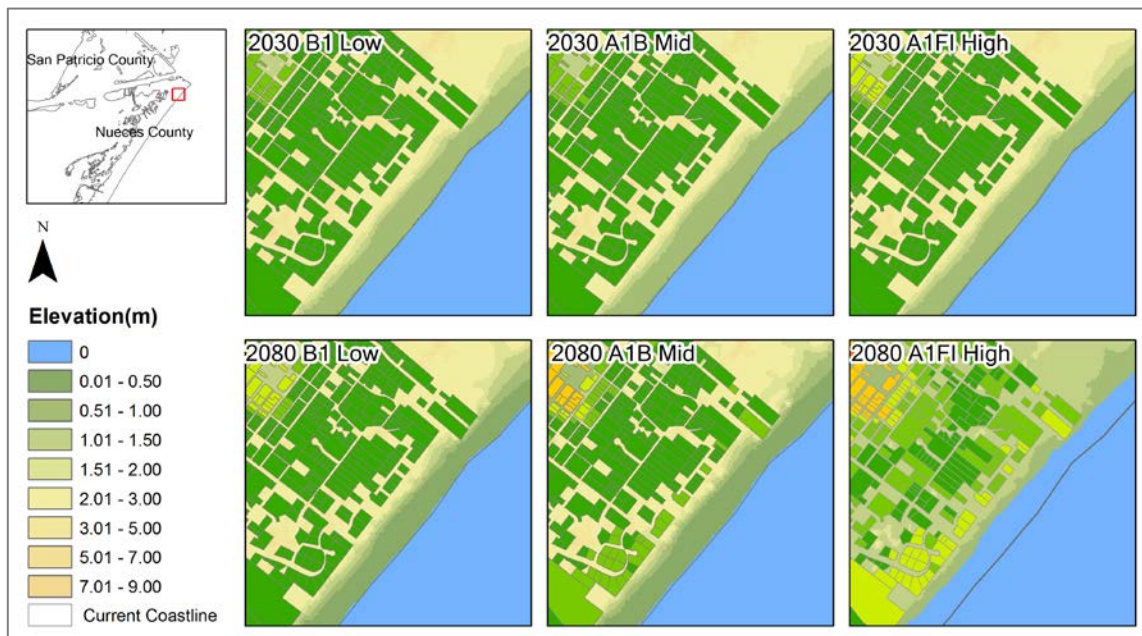 San Patricio County
Nueces County
N
Elevation(m)
0
0.01 - 0.50
0.51 - 1.00
1.01 - 1.50
1.51 - 2.00
2.01 - 3.00
3.01 - 5.00
5.01 - 7.00
7.01 - 9.00
Current Coastline
2030 B1 Low
2030 A1B Mid
2030 A1FI High
2080 B1 Low
2080 A1B Mid
2080 A1FI High